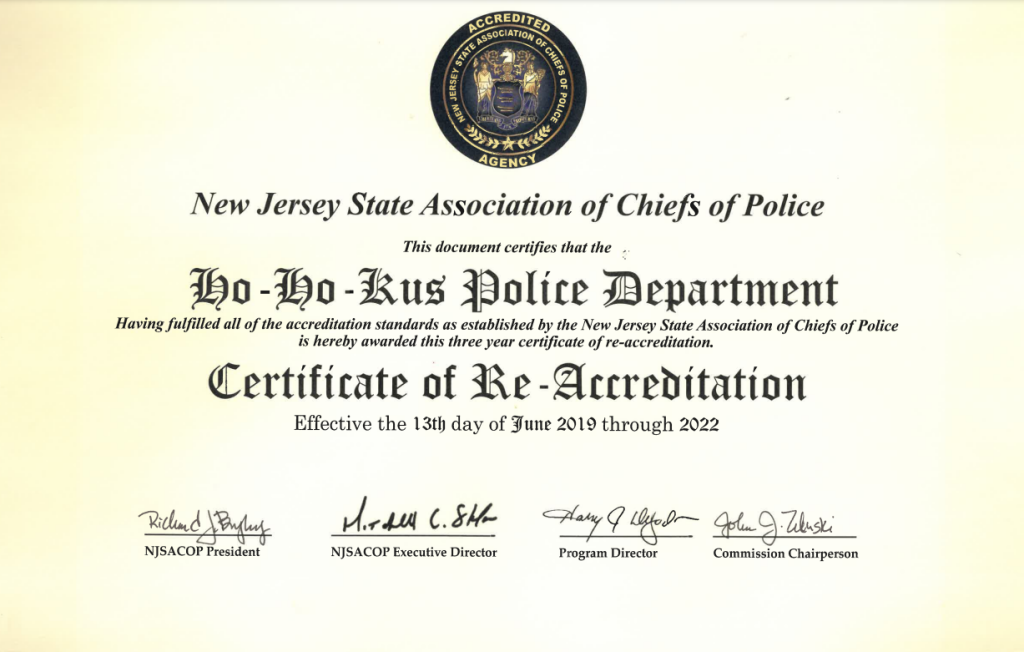 ACCREDITED
NEW JERSEY STATE ASSOCIATION OF CHIEFS OF POLICE
AGENCY
New Jersey State Association of Chiefs of Police
This document certifies that the
Ho-Ho-Kus Police Department
Having fulfilled all of the accreditation standards as established by the New Jersey State Association of Chiefs of Police
is hereby awarded this three year certificate of re-accreditation.
Certificate of Re-Accreditation
Effective the 13th day of June 2019 through 2022
Richard J.
C.
Harry J
John J.
NJSACOP President
NJSACOP Executive Director
Program Director
Commission Chairperson